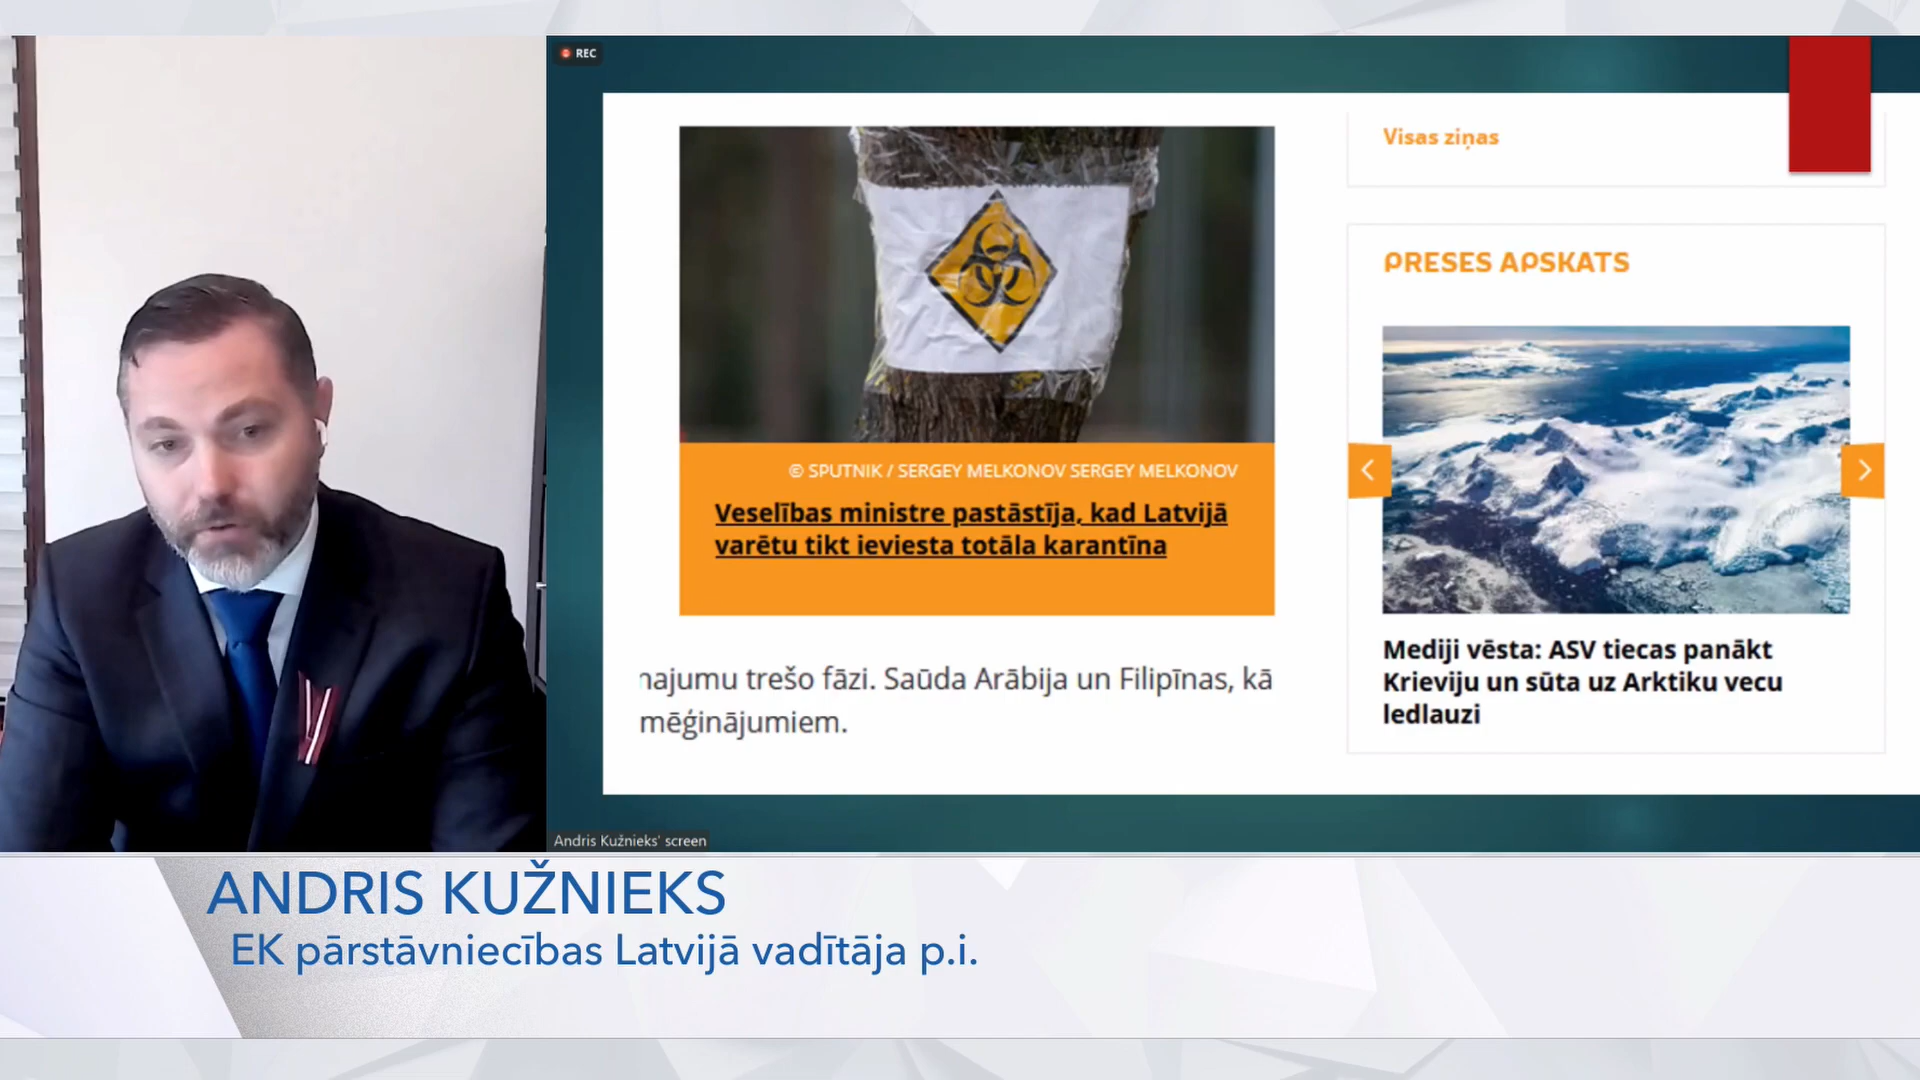 REC
© SPUTNIK / SERGEY MELKONOV SERGEY MELKONOV
Veselības ministre pastāstīja, kad Latvijā
varētu tikt ieviesta totāla karantīna
najumu trešo fāzi. Saūda Arābija un Filipīnas, kā
mēģinājumiem.
Visas ziņas
PRESES APSKATS
Mediji vēsta: ASV tiecas panākt
Krieviju un sūta uz Arktiku vecu
ledlauzi
Andris Kužnieks' screen
ANDRIS KUŽNIEKS
EK pārstāvniecības Latvijā vadītāja p.i.